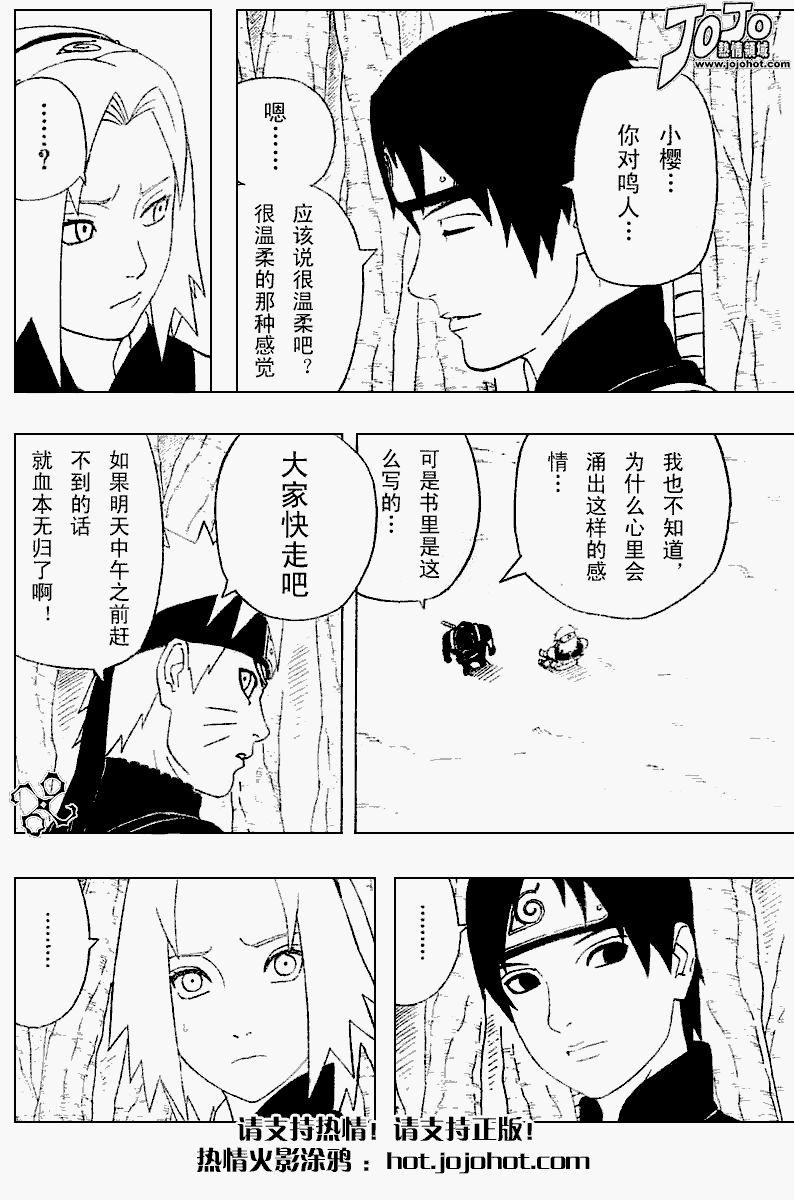 JoJo
热情领域
www.jojohot.com
小樱…
你对鸣人…
嗯……
应该说很温柔吧？
很温柔的那种感觉
……？
我也不知道，
为什么心里会
涌出这样的感
情…
可是书里是这
么写的…
大家快走吧
如果明天中午之前赶
不到的话
就血本无归了啊！
……
……
请支持热情！请支持正版！
热情火影涂鸦：hot.jojohot.com